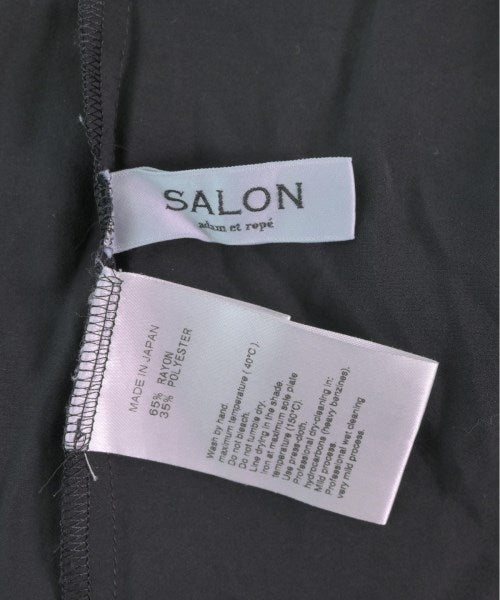 SALON
adam et ropé
MADE IN JAPAN
65% RAYON
35% POLYESTER
Wash by hand
maximum temperature ( 40°C ).
Do not bleach.
Do not tumble dry.
Line drying in the shade.
Iron at maximum sole plate
temperature (150°C).
Use press-cloth.
Professional dry-cleaning in:
hydrocarbons (heavy benzines).
Mild process.
Professional wet cleaning
very mild process.